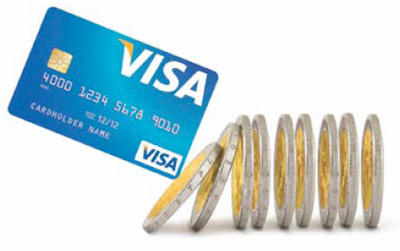 VISA
4000 1234 5678 9010
12/12
CARDHOLDER NAME
VISA